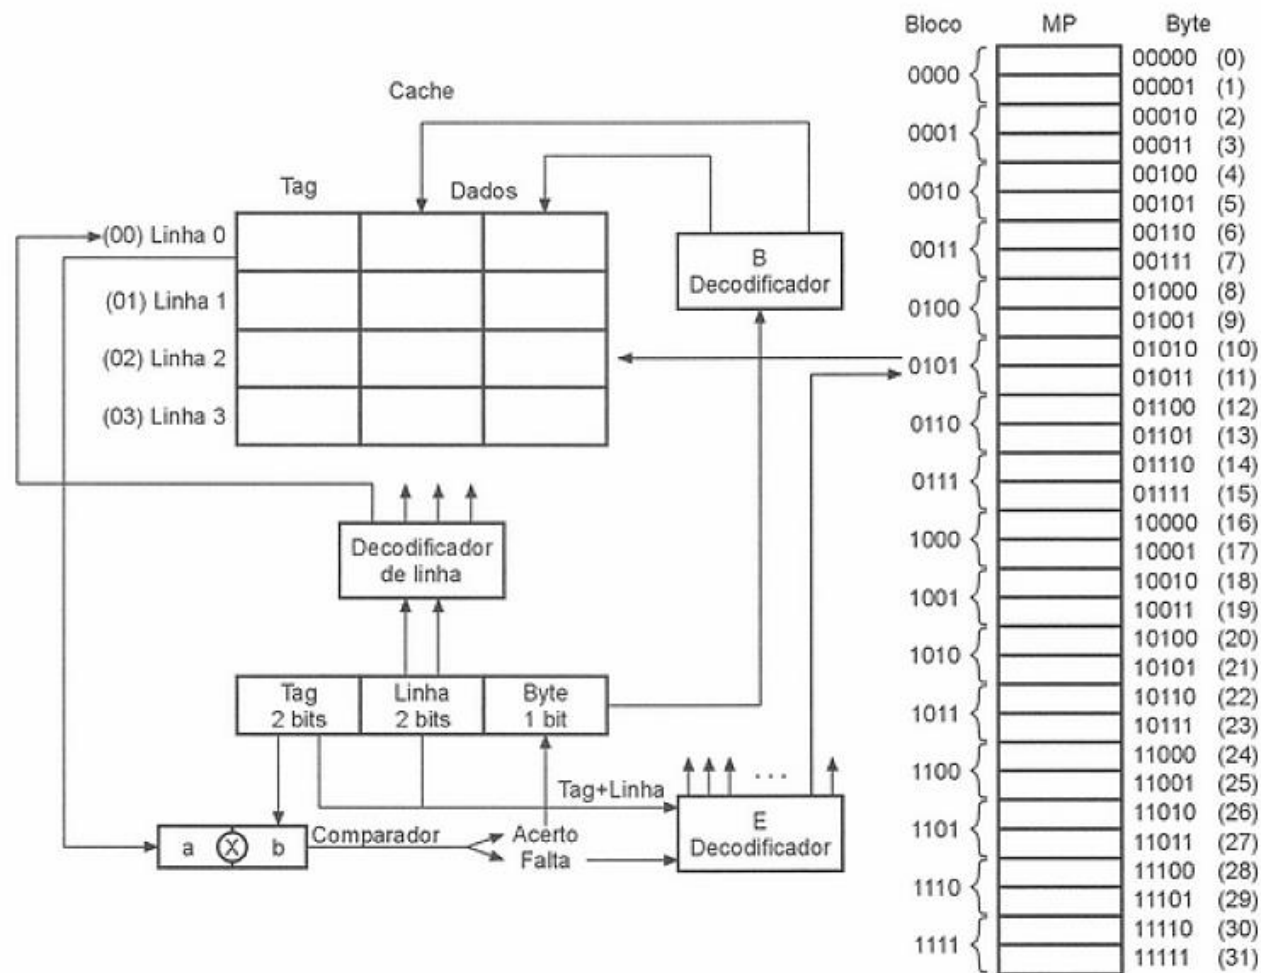 Bloco MP Byte
0000
00000 (0)
00001 (1)
0001
00010 (2)
00011 (3)
0010
00100 (4)
00101 (5)
0011
00110 (6)
00111 (7)
0100
01000 (8)
01001 (9)
0101
01010 (10)
01011 (11)
0110
01100 (12)
01101 (13)
0111
01110 (14)
01111 (15)
1000
10000 (16)
10001 (17)
1001
10010 (18)
10011 (19)
1010
10100 (20)
10101 (21)
1011
10110 (22)
10111 (23)
1100
11000 (24)
11001 (25)
1101
11010 (26)
11011 (27)
1110
11100 (28)
11101 (29)
1111
11110 (30)
11111 (31)
Cache
Tag
Dados
(00) Linha 0
(01) Linha 1
(02) Linha 2
(03) Linha 3
B
Decodificador
Decodificador
de linha
Tag
2 bits
Linha
2 bits
Byte
1 bit
Tag+Linha
...
a X b
Comparador
Acerto
Falta
E
Decodificador